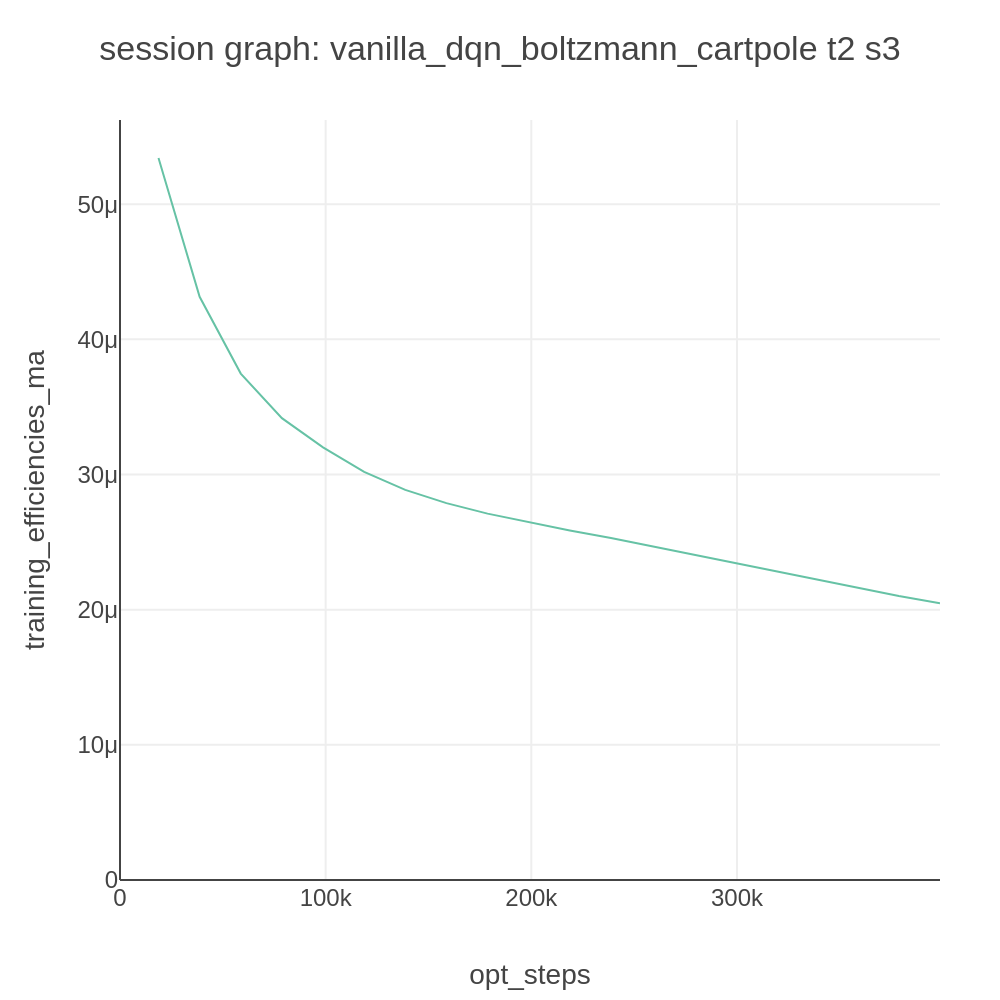 session graph: vanilla_dqn_boltzmann_cartpole t2 s3
training_efficiencies_ma
50μ
40μ
30μ
20μ
10μ
0
0
100k
200k
300k
opt_steps